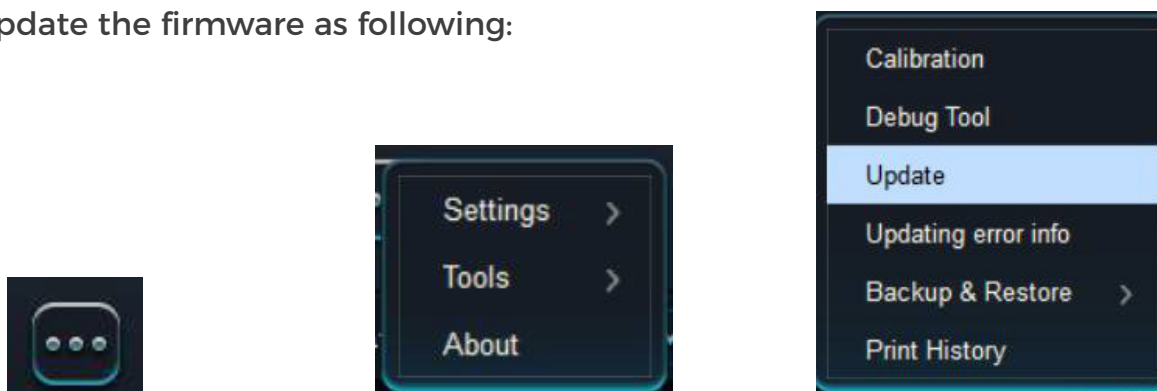 pdate the firmware as following:
Settings
Tools
About
Calibration
Debug Tool
Update
Updating error info
Backup & Restore
Print History